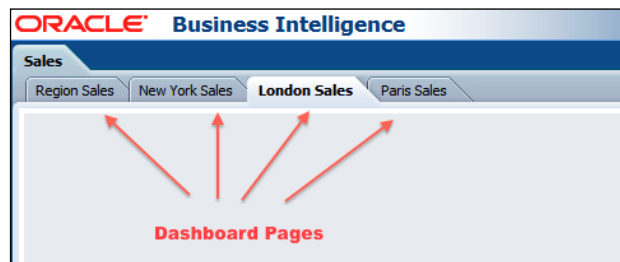 ORACLE® Business Intelligence
Sales
Region Sales New York Sales London Sales Paris Sales
Dashboard Pages